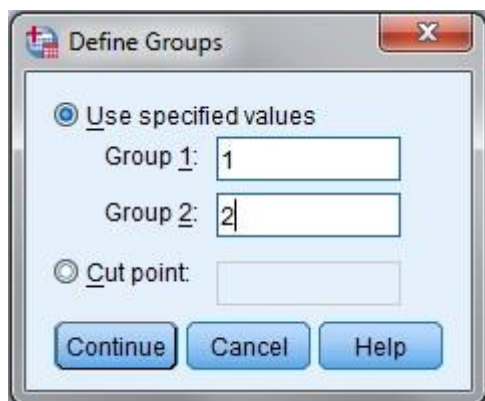 Define Groups
Use specified values
Group 1: 1
Group 2: 2
Cut point:
Continue Cancel Help